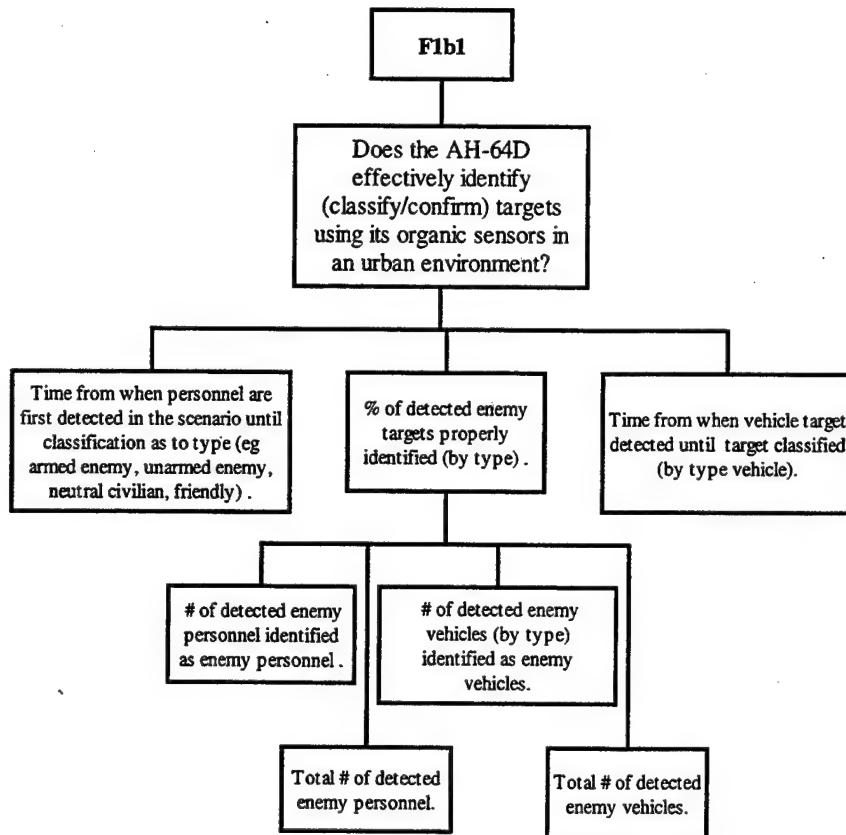 F1b1
Does the AH-64D
effectively identify
(classify/confirm) targets
using its organic sensors in
an urban environment?
Time from when personnel are
first detected in the scenario until
classification as to type (eg
armed enemy, unarmed enemy,
neutral civilian, friendly) .
% of detected enemy
targets properly
identified (by type) .
Time from when vehicle target
detected until target classified
(by type vehicle).
# of detected enemy
personnel identified
as enemy personnel .
# of detected enemy
vehicles (by type)
identified as enemy
vehicles.
Total # of detected
enemy personnel.
Total # of detected
enemy vehicles.